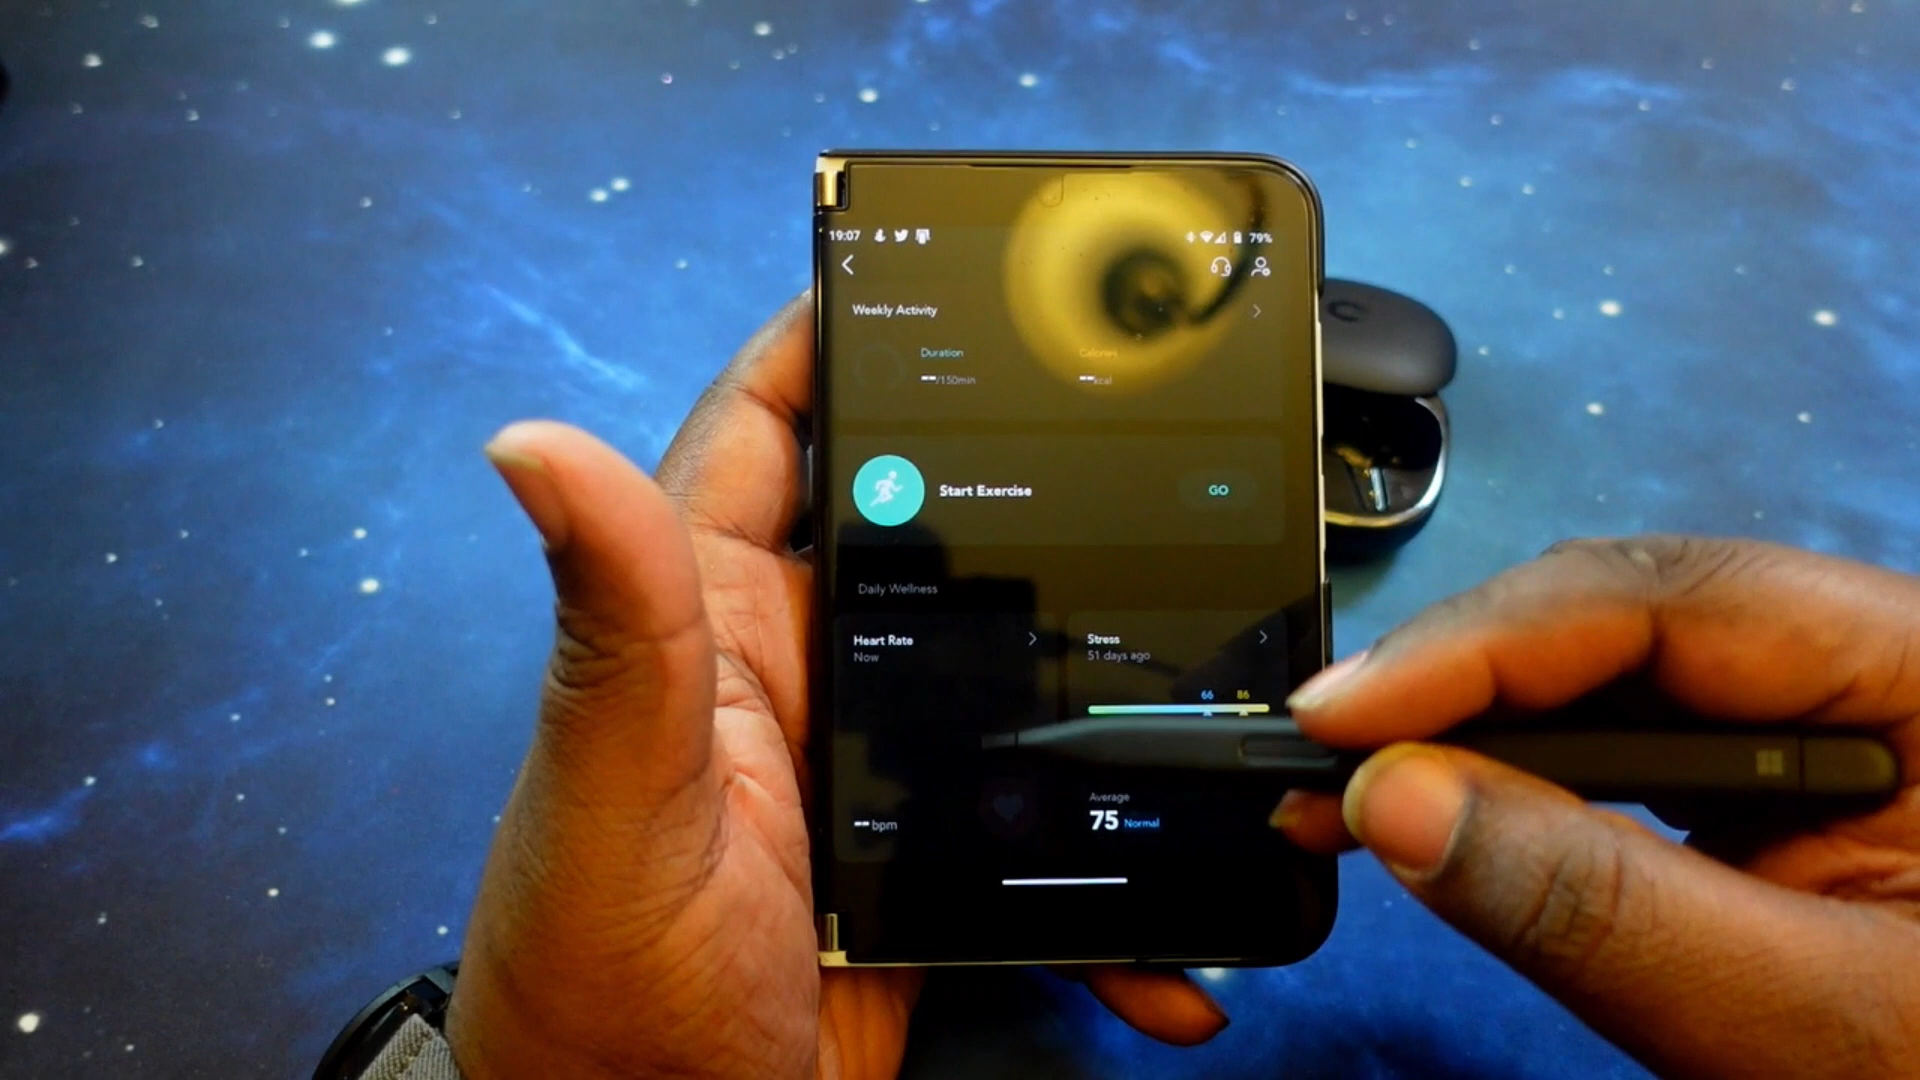 19:07 79%
Weekly Activity
Duration Calories
--/150min --kcal
Start Exercise GO
Daily Wellness
Heart Rate
Now
Stress
51 days ago
66 86
Average
75 Normal
-- bpm